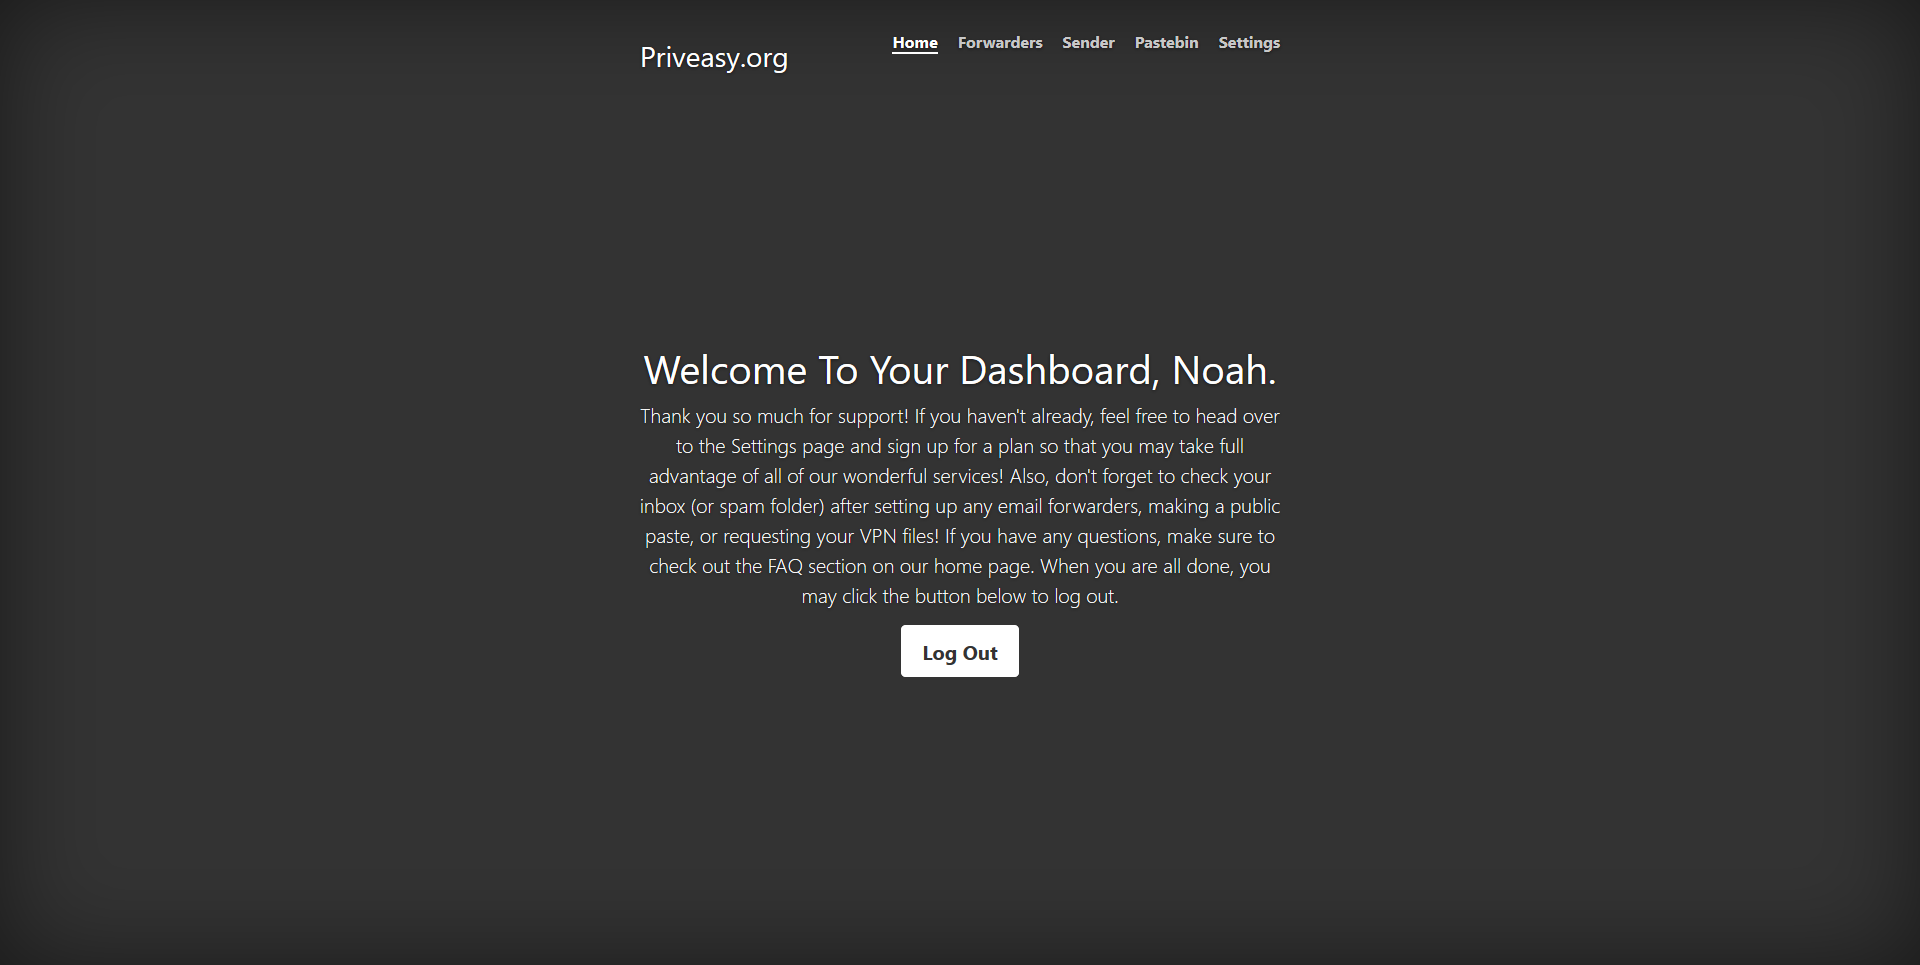 Priveasy.org
Home Forwarders Sender Pastebin Settings
Welcome To Your Dashboard, Noah.
Thank you so much for support! If you haven't already, feel free to head over
to the Settings page and sign up for a plan so that you may take full
advantage of all of our wonderful services! Also, don't forget to check your
inbox (or spam folder) after setting up any email forwarders, making a public
paste, or requesting your VPN files! If you have any questions, make sure to
check out the FAQ section on our home page. When you are all done, you
may click the button below to log out.
Log Out